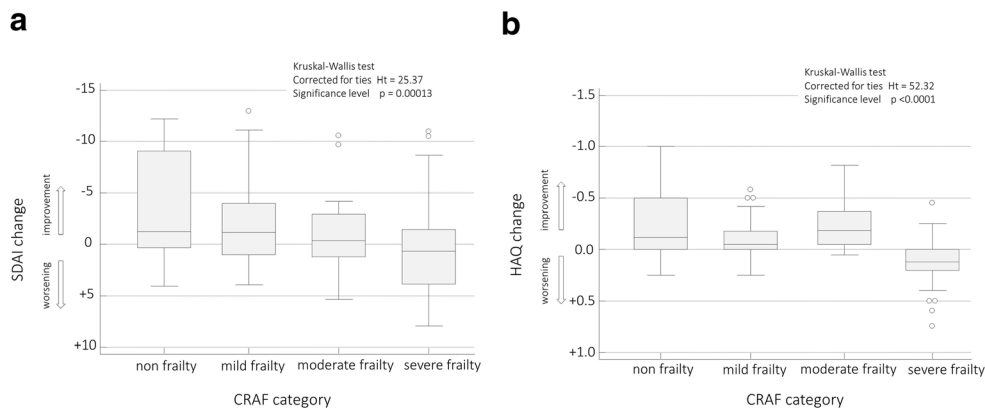 a
Kruskal-Wallis test
Corrected for ties Ht = 25.37
Significance level p = 0.00013
-15
-10
-5
0
+5
+10
SDAI change
improvement
worsening
non frailty
mild frailty
moderate frailty
severe frailty
CRAF category
b
Kruskal-Wallis test
Corrected for ties Ht = 52.32
Significance level p <0.0001
-1.5
-1.0
-0.5
0.0
+0.5
+1.0
HAQ change
improvement
worsening
non frailty
mild frailty
moderate frailty
severe frailty
CRAF category